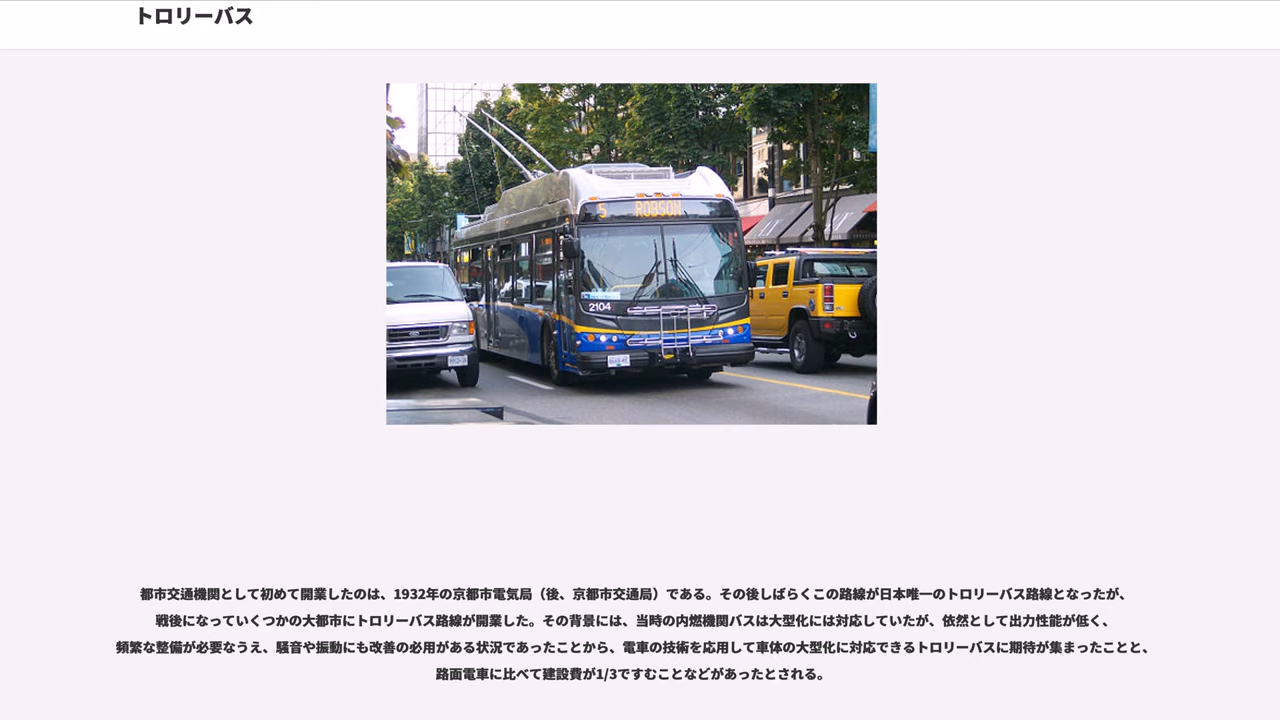 トロリーバス
5 ROBSON
2104
都市交通機関として初めて開業したのは、1932年の京都市電気局（後、京都市交通局）である。その後しばらくこの路線が日本唯一のトロリーバス路線となったが、
戦後になっていくつかの大都市にトロリーバス路線が開業した。その背景には、当時の内燃機関バスは大型化には対応していたが、依然として出力性能が低く、
頻繁な整備が必要なうえ、騒音や振動にも改善の必用がある状況であったことから、電車の技術を応用して車体の大型化に対応できるトロリーバスに期待が集まったことと、
路面電車に比べて建設費が1/3ですむことなどがあったとされる。